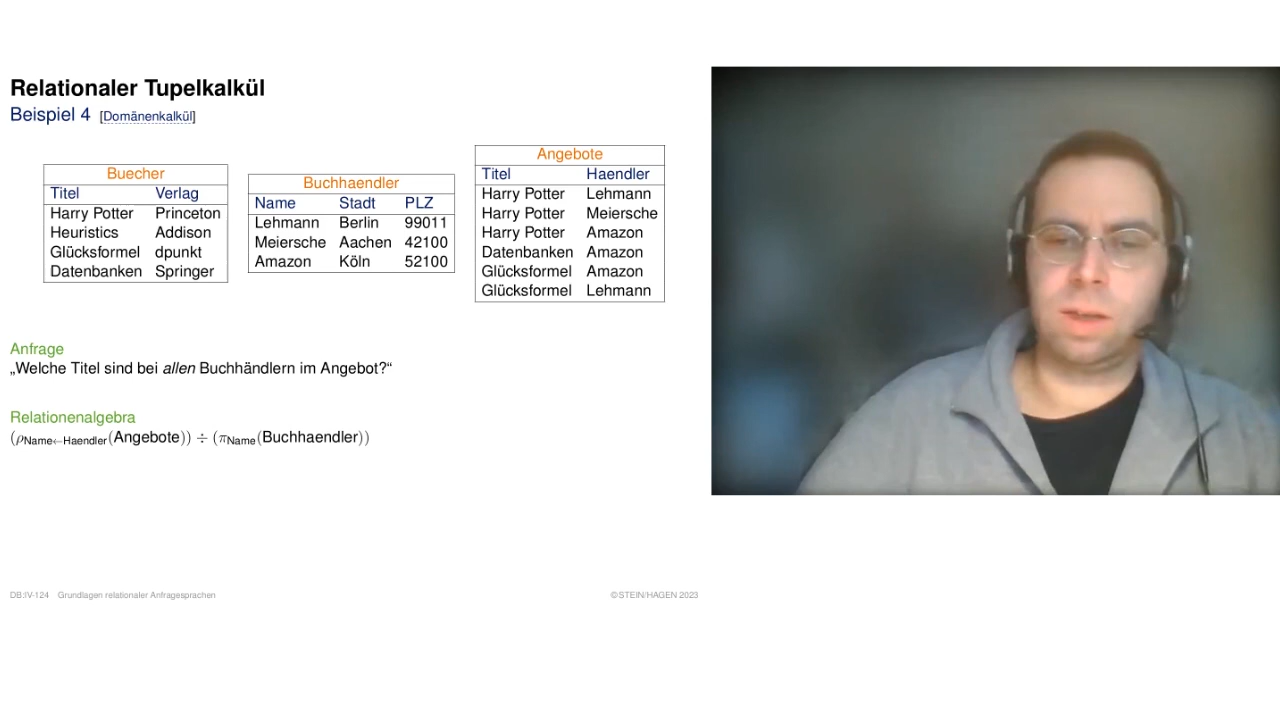 Relationaler Tupelkalkül
Beispiel 4 [Domänenkalkül]
Buecher
Titel Verlag
Harry Potter Princeton
Heuristics Addison
Glücksformel dpunkt
Datenbanken Springer
Buchhaendler
Name Stadt PLZ
Lehmann Berlin 99011
Meiersche Aachen 42100
Amazon Köln 52100
Angebote
Titel Haendler
Harry Potter Lehmann
Harry Potter Meiersche
Harry Potter Amazon
Datenbanken Amazon
Glücksformel Amazon
Glücksformel Lehmann
Anfrage
„Welche Titel sind bei allen Buchhändlern im Angebot?“
Relationenalgebra
(ρName←Haendler(Angebote)) ÷ (πName(Buchhaendler))
DB:IV-124 Grundlagen relationaler Anfragesprachen
©STEIN/HAGEN 2023